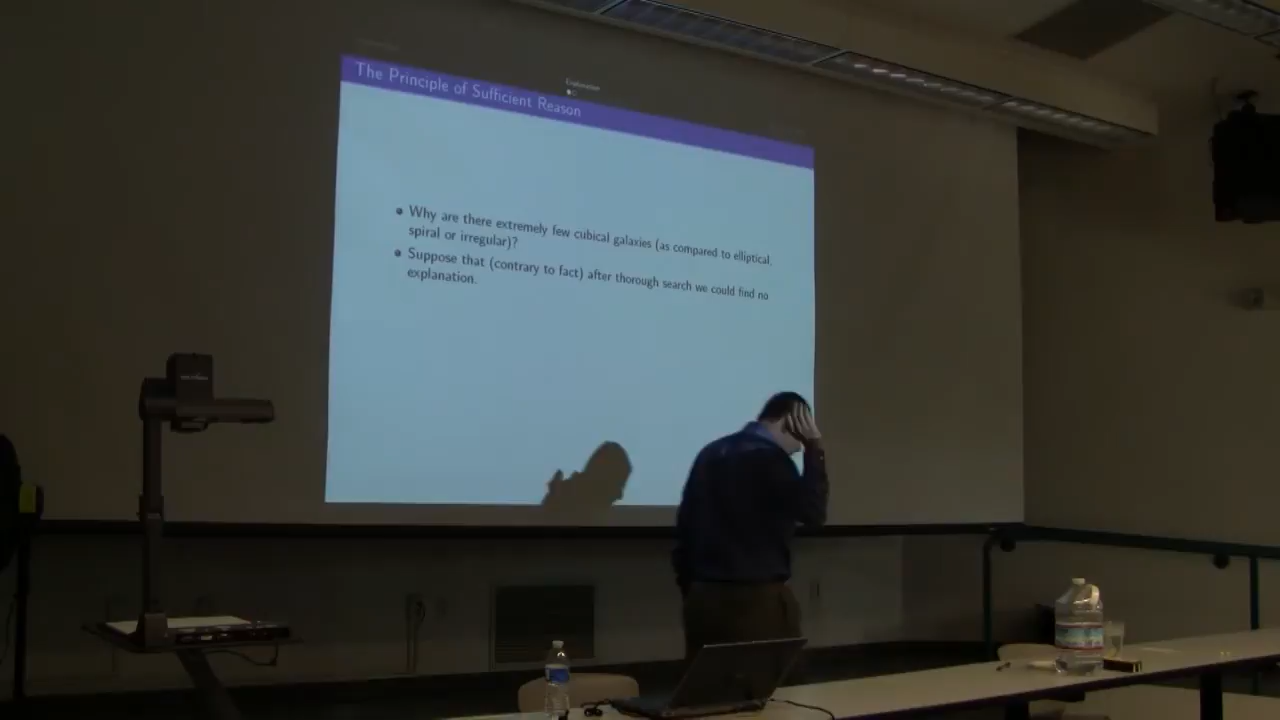 Explanation
The Principle of Sufficient Reason
Why are there extremely few cubical galaxies (as compared to elliptical,
spiral or irregular)?
Suppose that (contrary to fact) after thorough search we could find no
explanation.